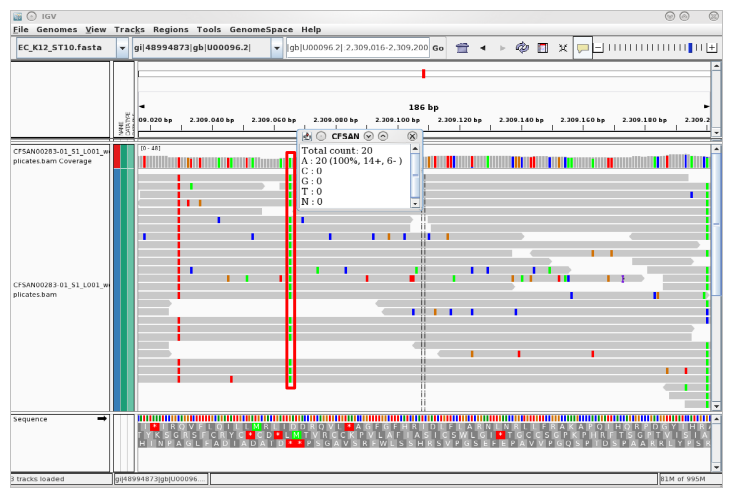 IGV
File Genomes View Tracks Regions Tools GenomeSpace Help
EC_K12_ST10.fasta gi|48994873|gb|U00096.2| |gb|U00096.2| 2,309,016-2,309,200 Go
186 bp
09.020 bp 2.309.040 bp 2.309.060 bp 2.309.080 bp 2.309.100 bp 2.309.120 bp 2.309.140 bp 2.309.160 bp 2.309.180 bp 2.309.2
NAME
DATA TYPE
CFSAN00283-01_S1_L001_w
plicates.bam Coverage
[0 - 48]
CFSAN
Total count: 20
A : 20 (100%, 14+, 6- )
C : 0
G : 0
T : 0
N : 0
CFSAN00283-01_S1_L001_w
plicates.bam
Sequence
3 tracks loaded gi|48994873|gb|U00096.... 81M of 995M